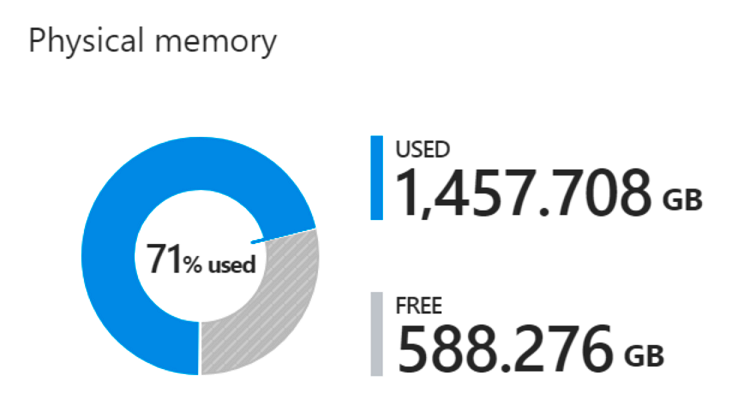 Physical memory
71% used
USED
1,457.708 GB
FREE
588.276 GB